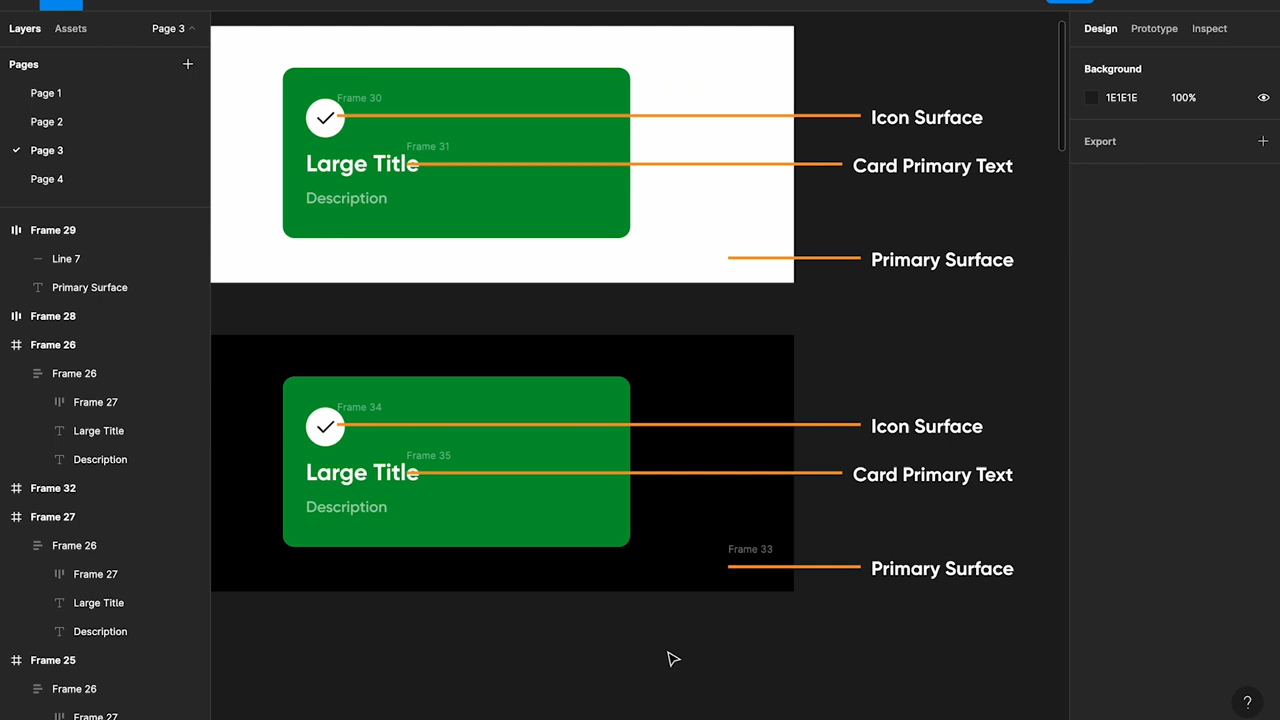 Layers
Assets
Page 3
Pages
Page 1
Page 2
Page 3
Page 4
Frame 29
Line 7
Primary Surface
Frame 28
Frame 26
Frame 26
Frame 27
Large Title
Description
Frame 32
Frame 27
Frame 26
Frame 27
Large Title
Description
Frame 25
Frame 26
Frame 27
Frame 30
Icon Surface
Frame 31
Large Title
Card Primary Text
Description
Primary Surface
Frame 34
Icon Surface
Frame 35
Large Title
Card Primary Text
Description
Frame 33
Primary Surface
Design
Prototype
Inspect
Background
1E1E1E
100%
Export
?